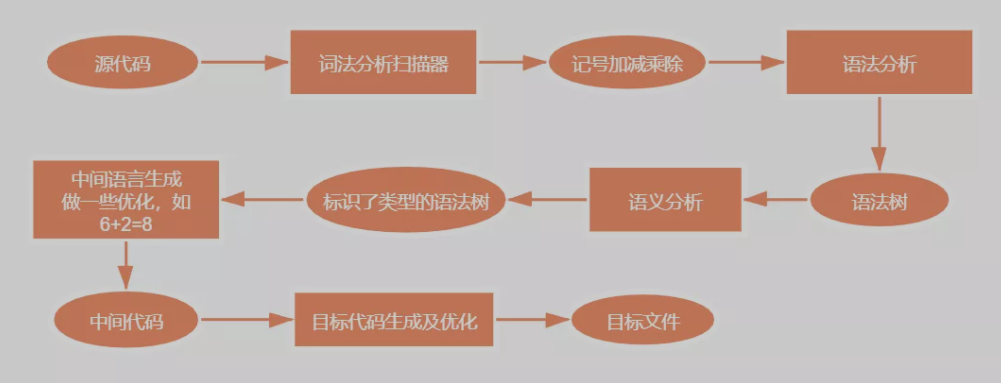 源代码
词法分析扫描器
记号加减乘除
语法分析
语法树
语义分析
标识了类型的语法树
中间语言生成
做一些优化，如
6+2=8
中间代码
目标代码生成及优化
目标文件